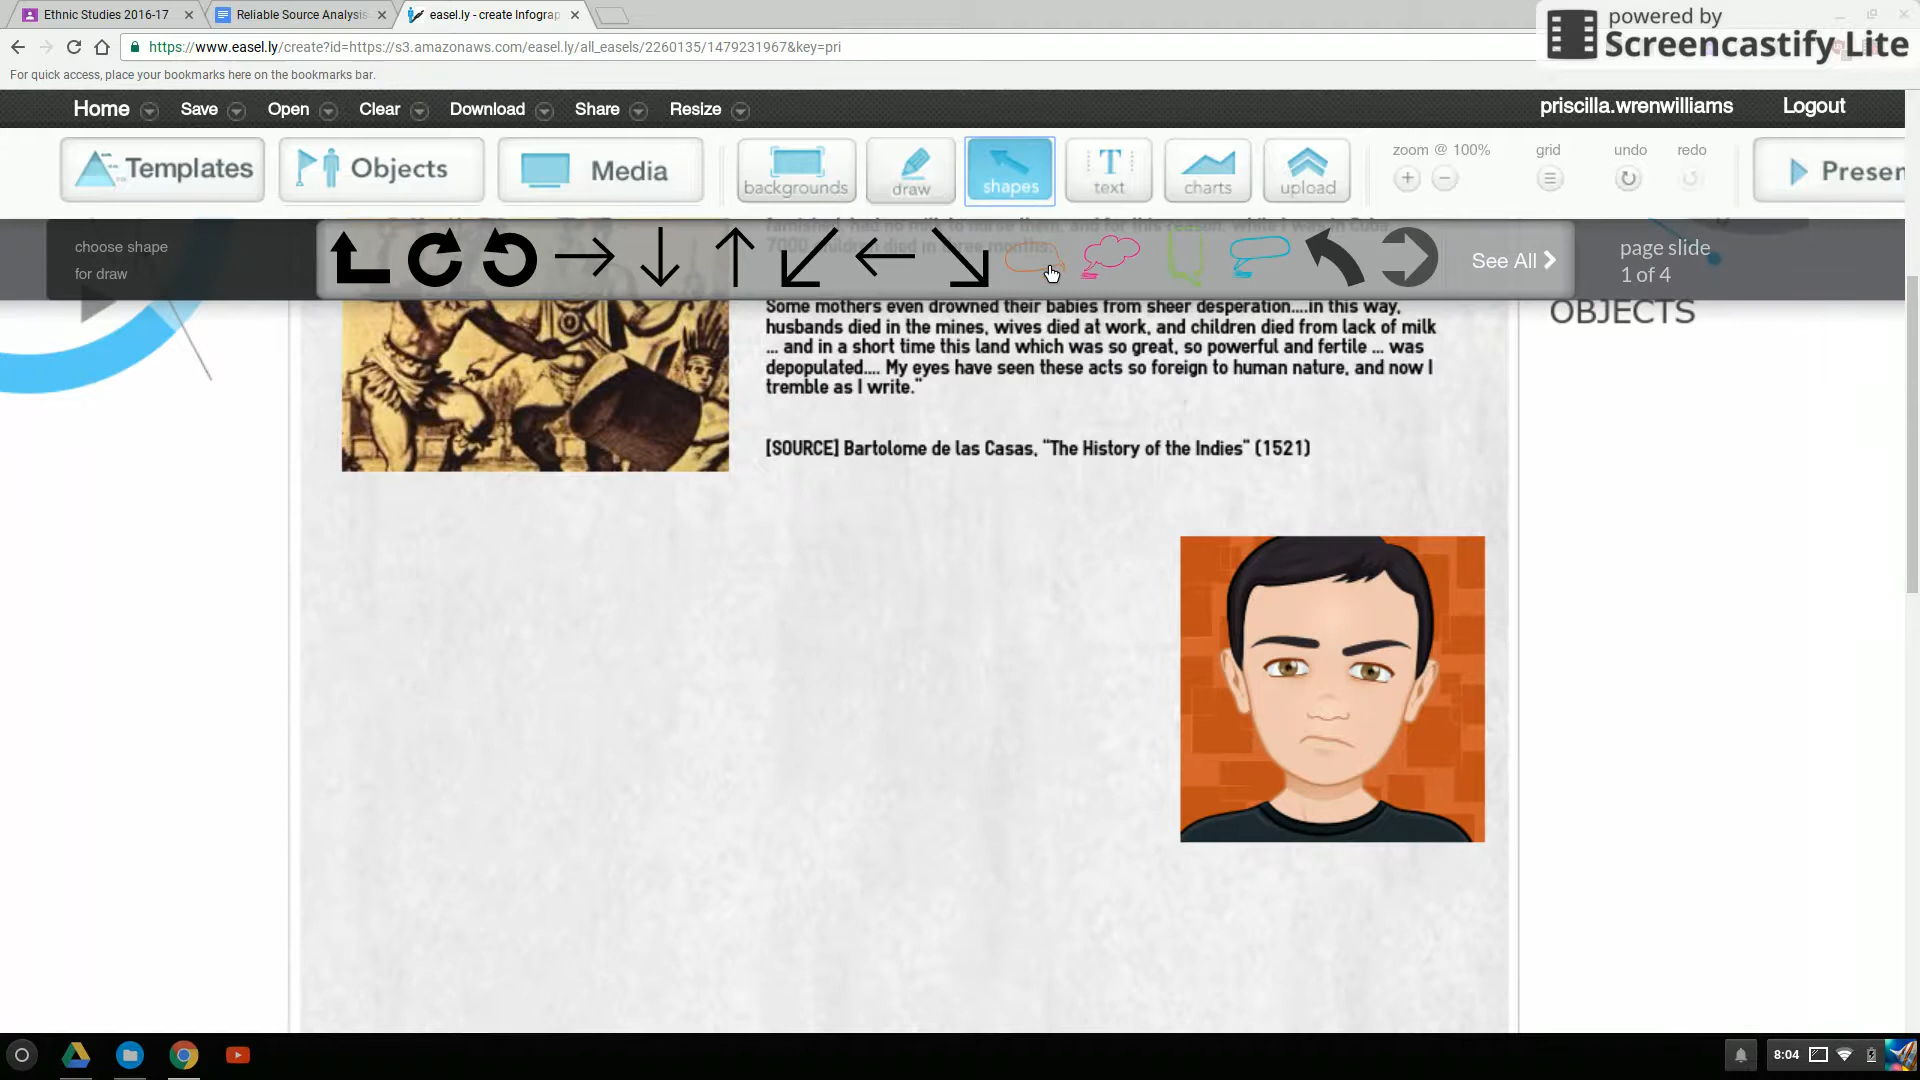 Ethnic Studies 2016-17
Reliable Source Analysis
easel.ly - create Infograp
powered by
Screencastify Lite
https://www.easel.ly/create?id=https://s3.amazonaws.com/easel.ly/all_easels/2260135/1479231967&key=pri
For quick access, place your bookmarks here on the bookmarks bar.
Home Save Open Clear Download Share Resize priscilla.wrenwilliams Logout
Templates Objects Media backgrounds draw shapes text charts upload
zoom @ 100% grid undo redo
Presen
choose shape
for draw
7000 children died in three months.
See All
page slide
1 of 4
OBJECTS
Some mothers even drowned their babies from sheer desperation....in this way,
husbands died in the mines, wives died at work, and children died from lack of milk
... and in a short time this land which was so great, so powerful and fertile ... was
depopulated.... My eyes have seen these acts so foreign to human nature, and now I
tremble as I write."
[SOURCE] Bartolome de las Casas, "The History of the Indies" (1521)
8:04